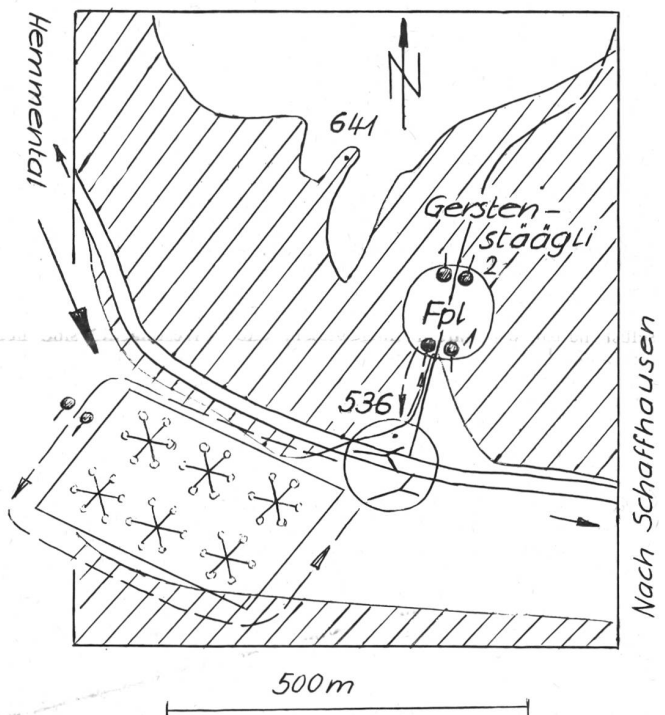 Hemmental
N
641
Gersten-
stäägli
2
Fpl
1
536
Nach Schaffhausen
500m